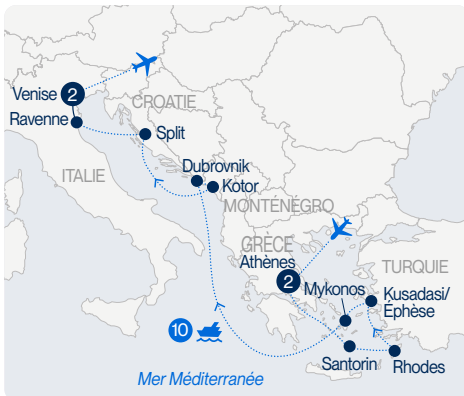 Venise
2
Ravenne
CROATIE
Split
ITALIE
Dubrovnik
Kotor
MONTÉNÉGRO
GRÈCE
Athènes
2
TURQUIE
Mykonos
Kusadasi/
Éphèse
10
Santorin
Rhodes
Mer Méditerranée